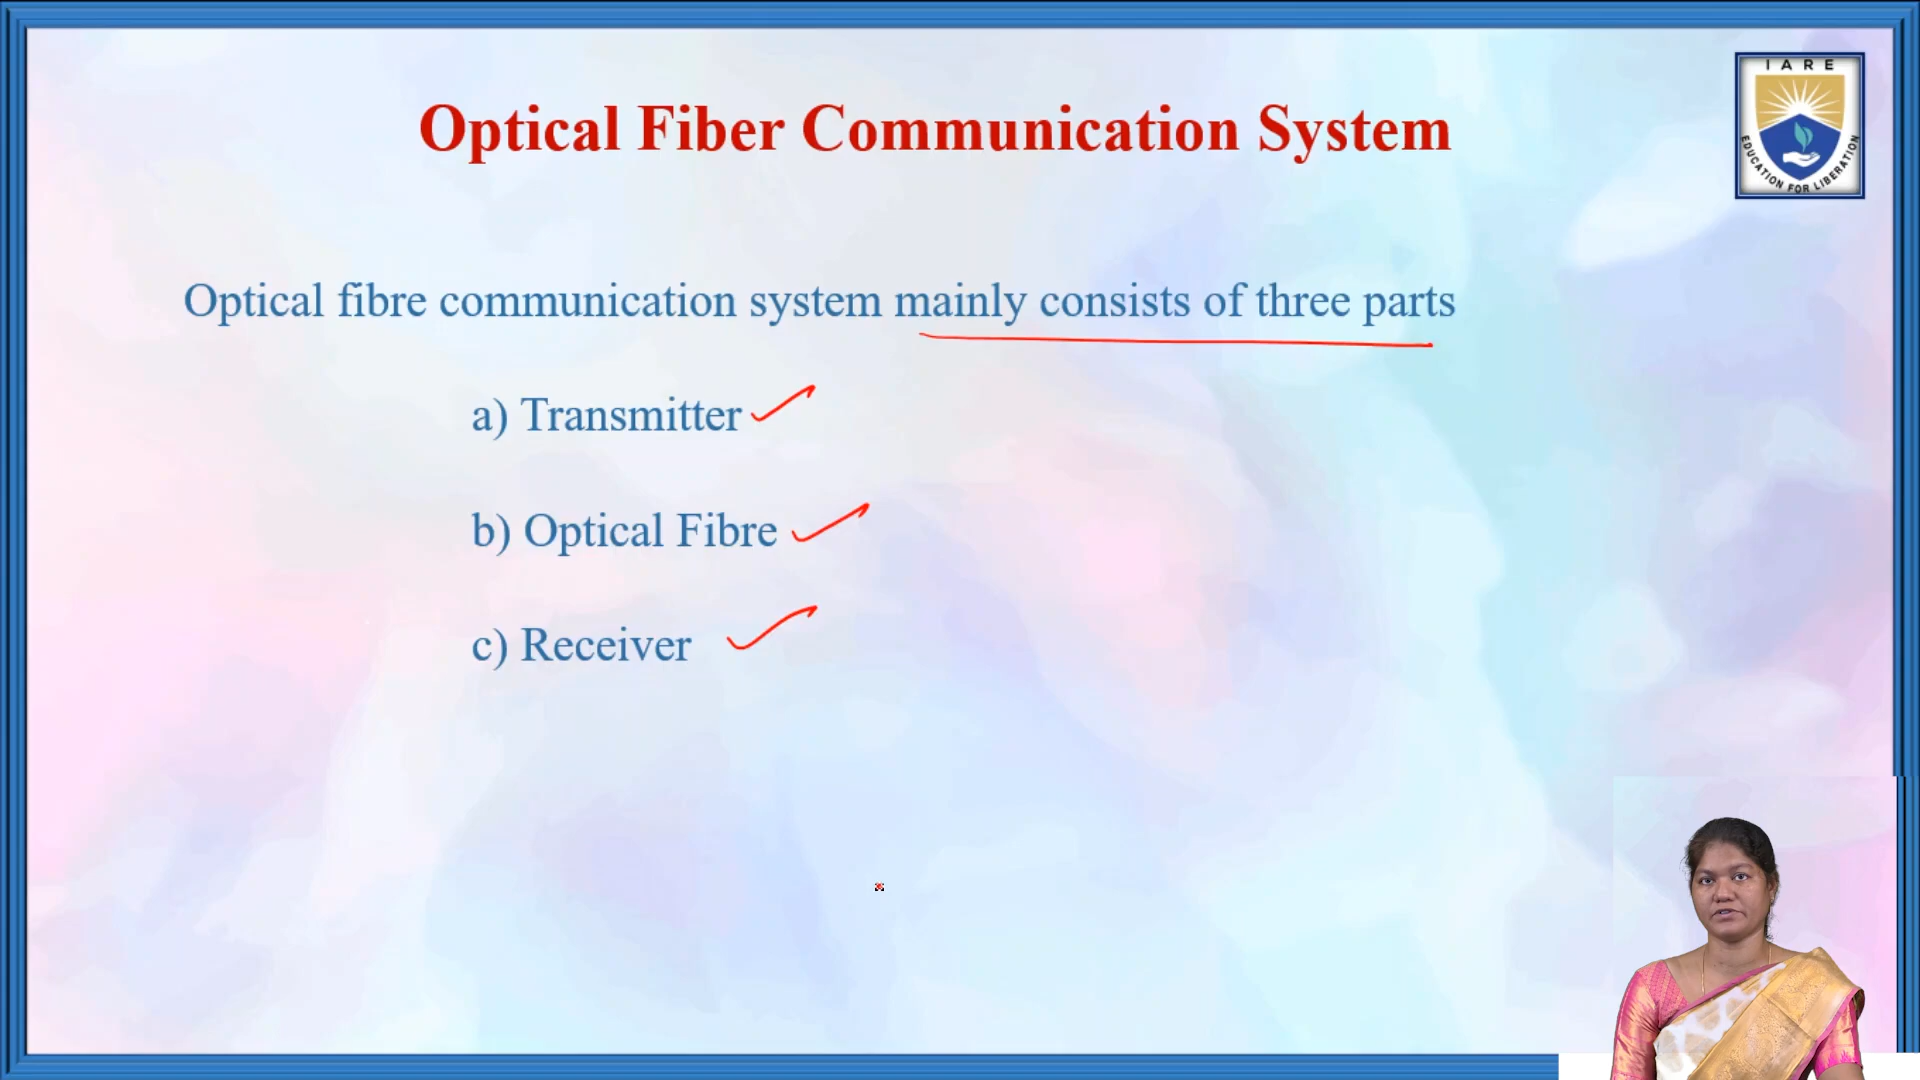 IARE
EDUCATION FOR LIBERATION
Optical Fiber Communication System
Optical fibre communication system mainly consists of three parts
a) Transmitter
b) Optical Fibre
c) Receiver